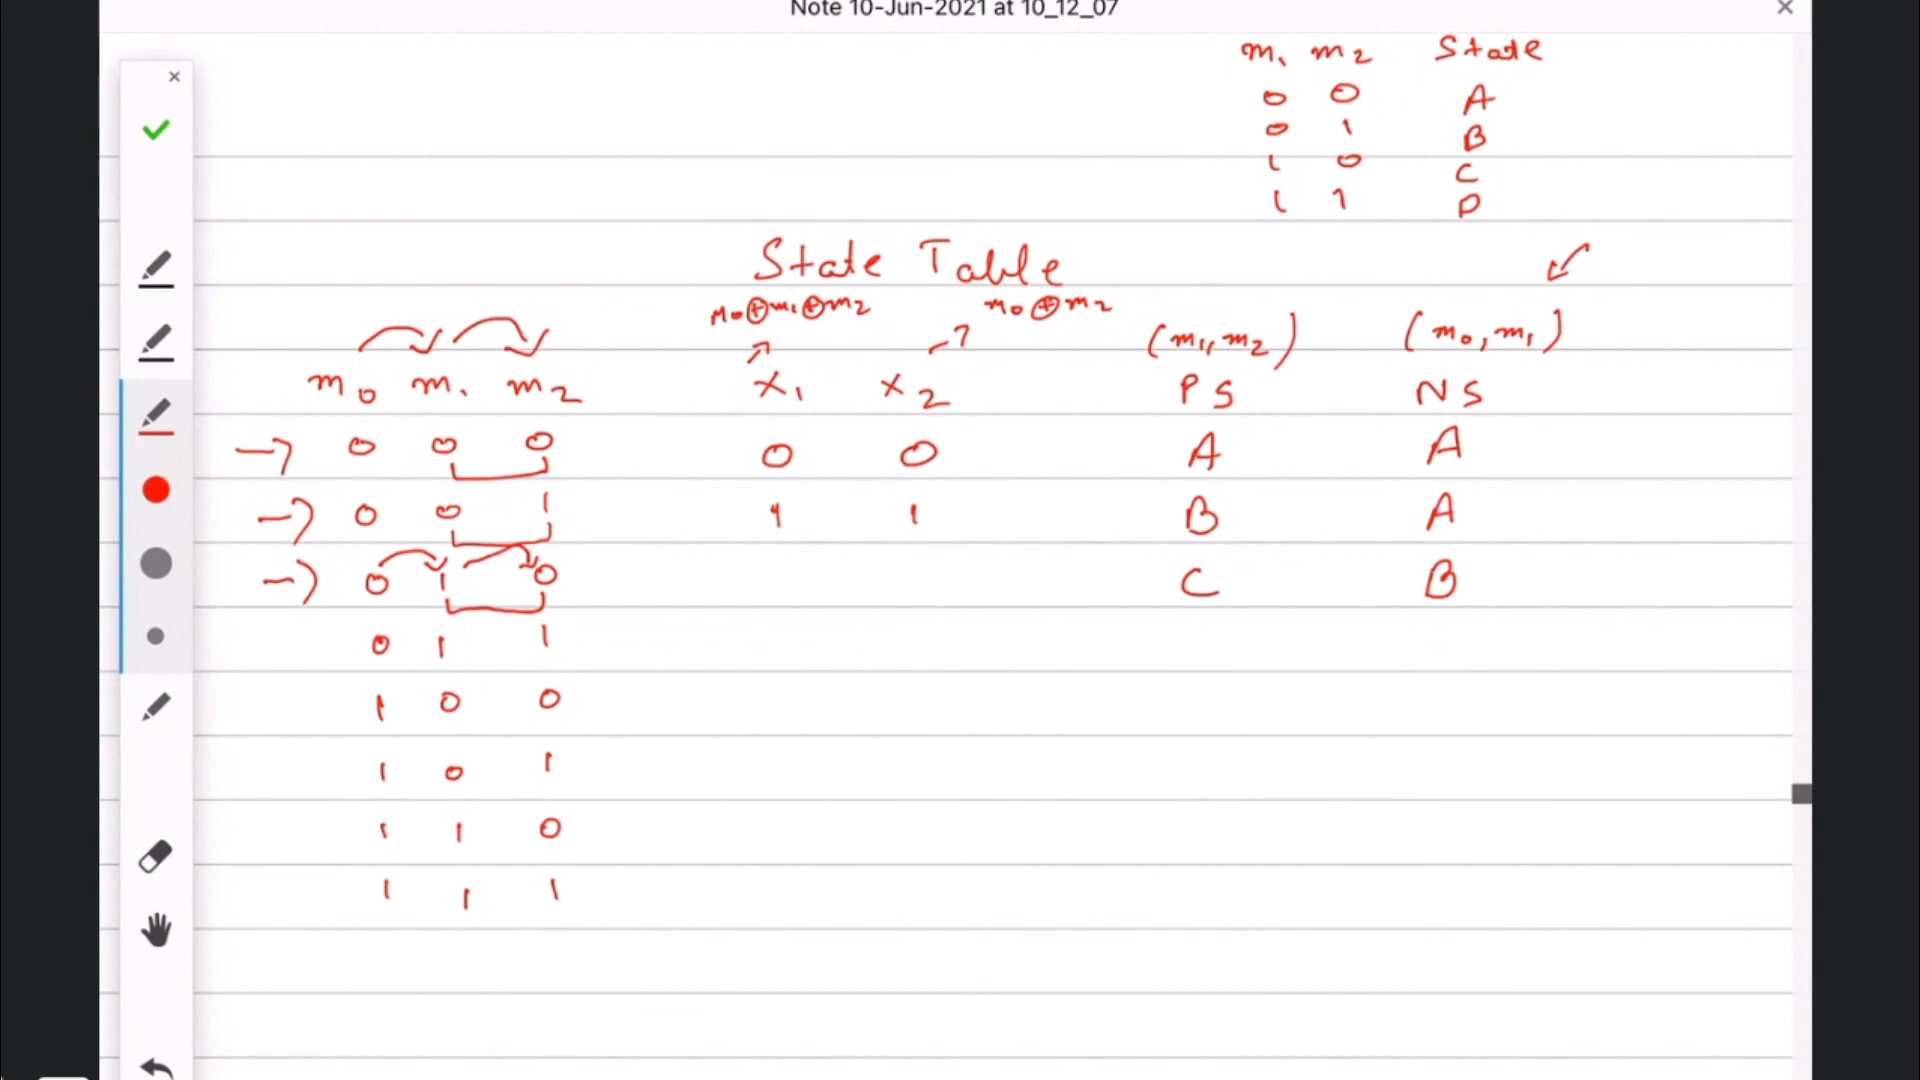 Note 10-Jun-2021 at 10_12_07
m₁ m₂ State
0 0 A
0 1 B
1 0 C
1 1 D
State Table
m₀⊕m₁⊕m₂ m₀⊕m₂
(m₁, m₂) (m₀, m₁)
m₀ m₁ m₂ x₁ x₂ PS NS
→ 0 0 0 0 0 A A
→ 0 0 1 1 1 B A
→ 0 1 0 C B
0 1 1
1 0 0
1 0 1
1 1 0
1 1 1